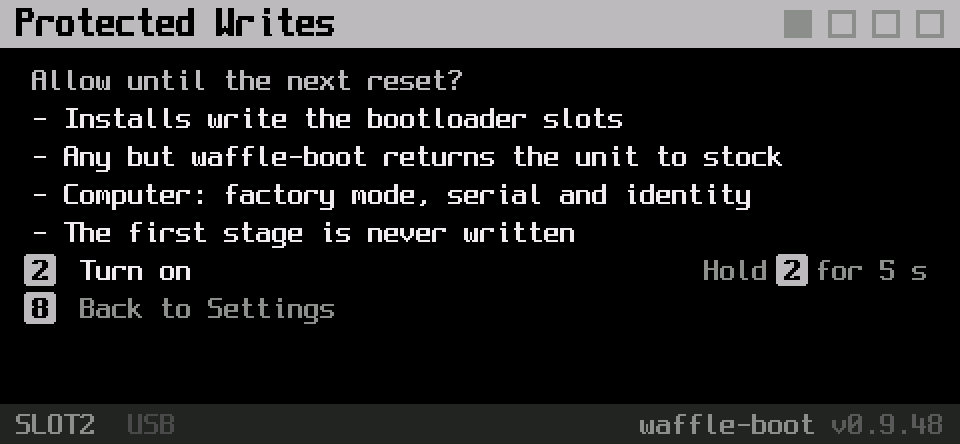 Protected Writes
Allow until the next reset?
- Installs write the bootloader slots
- Any but waffle-boot returns the unit to stock
- Computer: factory mode, serial and identity
- The first stage is never written
2 Turn on Hold 2 for 5 s
8 Back to Settings
SLOT2 USB waffle-boot v0.9.48